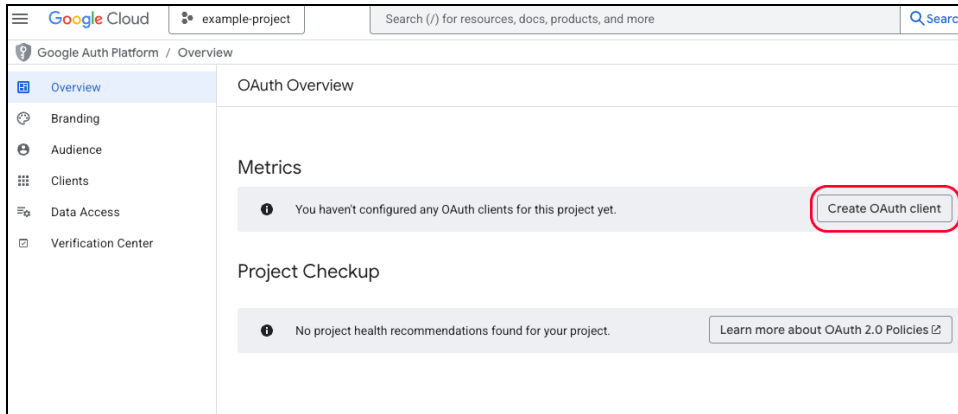 Google Cloud
example-project
Search (/) for resources, docs, products, and more
Google Auth Platform / Overview
Overview
Branding
Audience
Clients
Data Access
Verification Center
OAuth Overview
Metrics
You haven't configured any OAuth clients for this project yet.
Create OAuth client
Project Checkup
No project health recommendations found for your project.
Learn more about OAuth 2.0 Policies